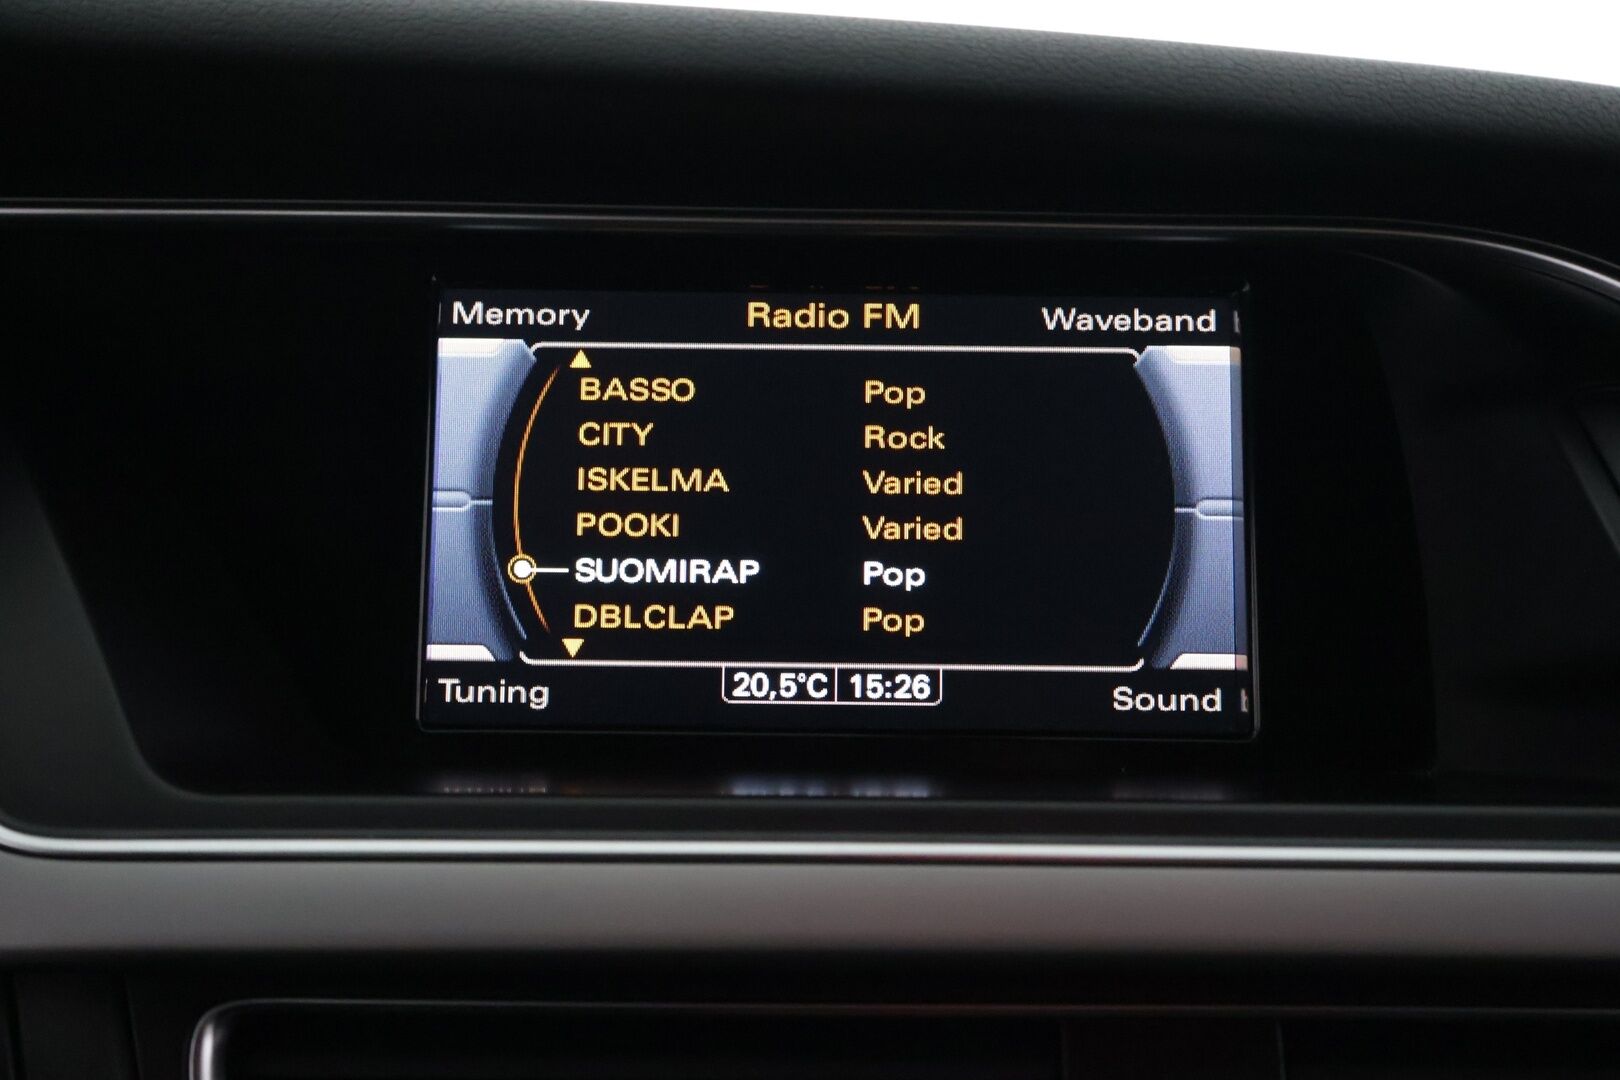 Memory Radio FM Waveband
BASSO Pop
CITY Rock
ISKELMA Varied
POOKI Varied
SUOMIRAP Pop
DBLCLAP Pop
Tuning 20,5°C 15:26 Sound